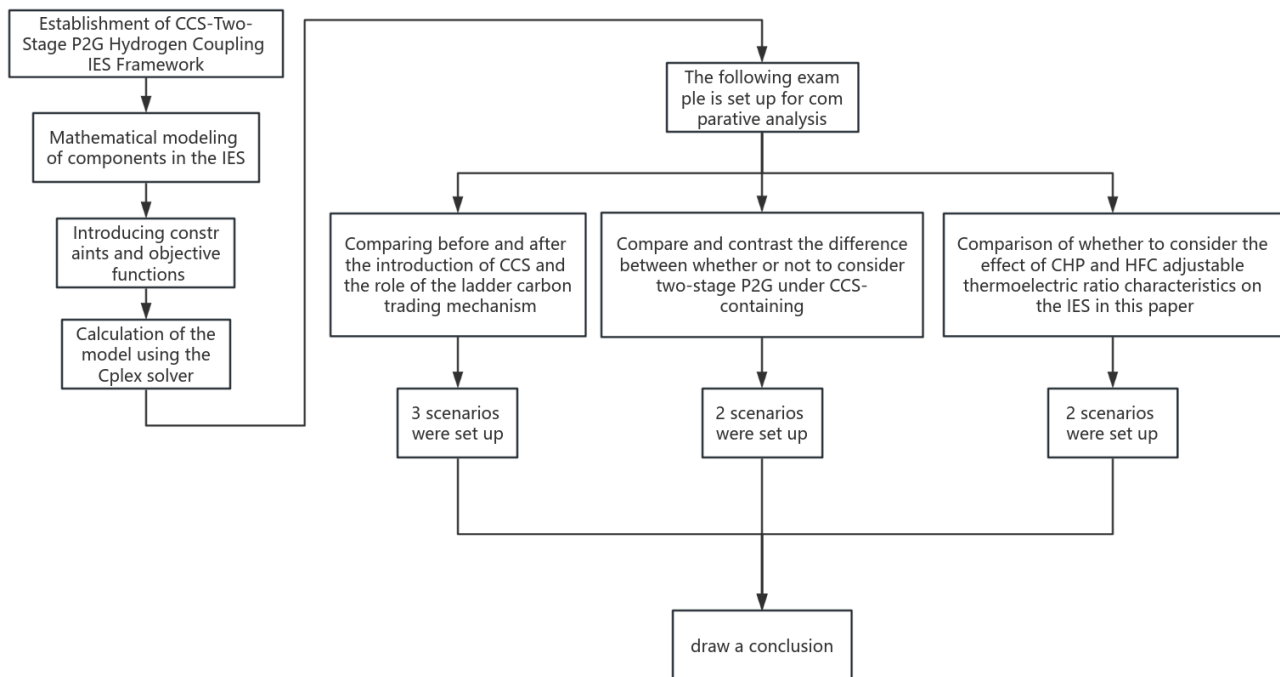 Establishment of CCS-Two-
Stage P2G Hydrogen Coupling
IES Framework
Mathematical modeling
of components in the IES
Introducing constr
aints and objective
functions
Calculation of the
model using the
Cplex solver
The following exam
ple is set up for com
parative analysis
Comparing before and after
the introduction of CCS and
the role of the ladder carbon
trading mechanism
Compare and contrast the difference
between whether or not to consider
two-stage P2G under CCS-
containing
Comparison of whether to consider the
effect of CHP and HFC adjustable
thermoelectric ratio characteristics on
the IES in this paper
3 scenarios
were set up
2 scenarios
were set up
2 scenarios
were set up
draw a conclusion